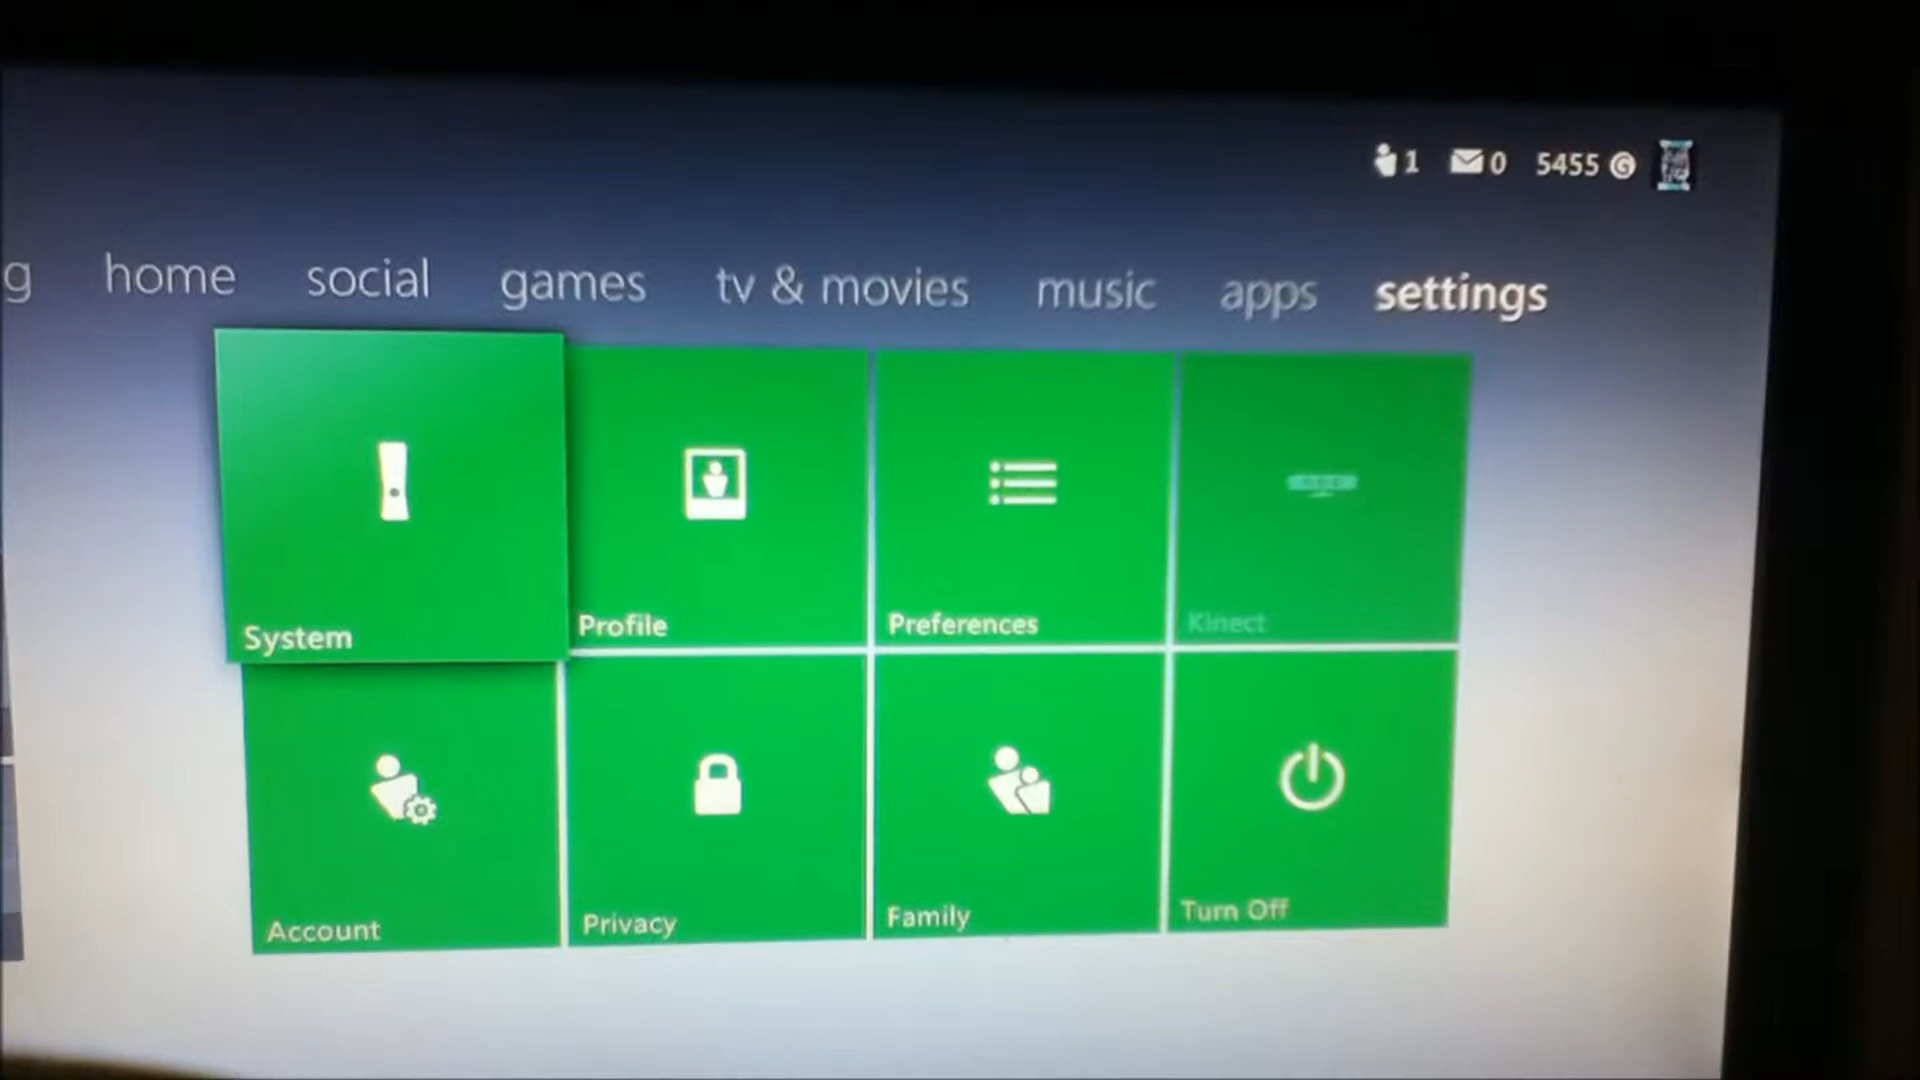 1 0 5455 G
g home social games tv & movies music apps settings
System Profile Preferences Kinect
Account Privacy Family Turn Off